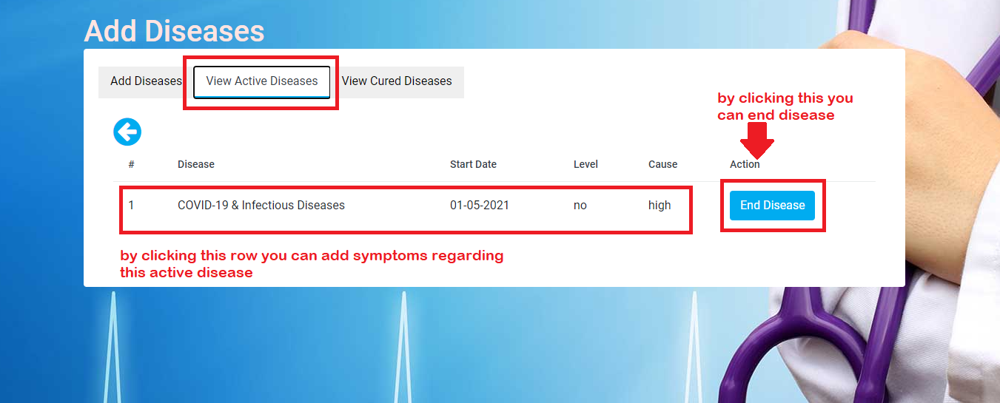 Add Diseases
Add Diseases View Active Diseases View Cured Diseases
by clicking this you
can end disease
# Disease Start Date Level Cause Action
1 COVID-19 & Infectious Diseases 01-05-2021 no high End Disease
by clicking this row you can add symptoms regarding
this active disease